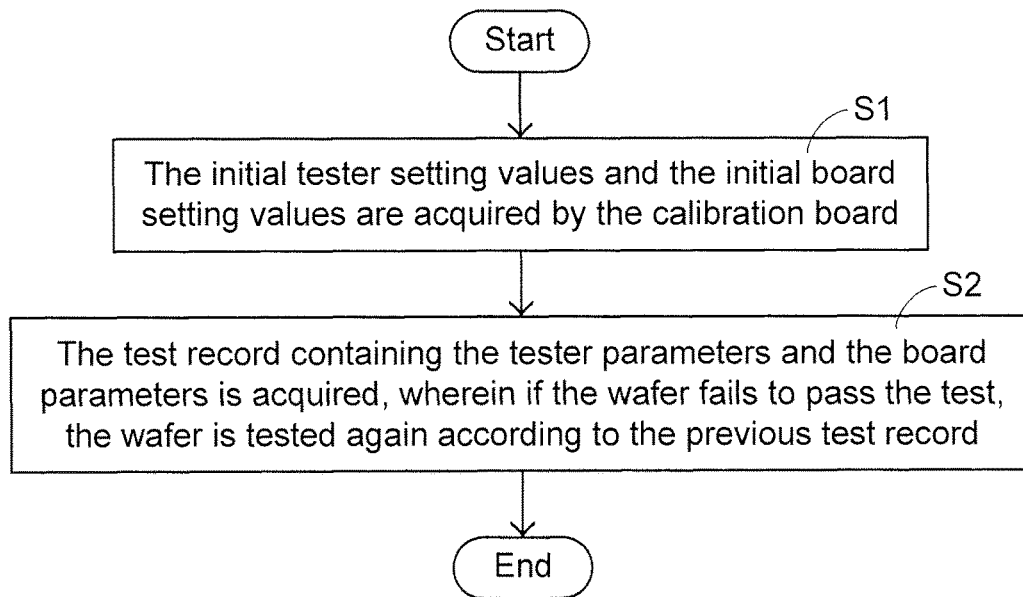 Start
S1
The initial tester setting values and the initial board
setting values are acquired by the calibration board
S2
The test record containing the tester parameters and the board
parameters is acquired, wherein if the wafer fails to pass the test,
the wafer is tested again according to the previous test record
End